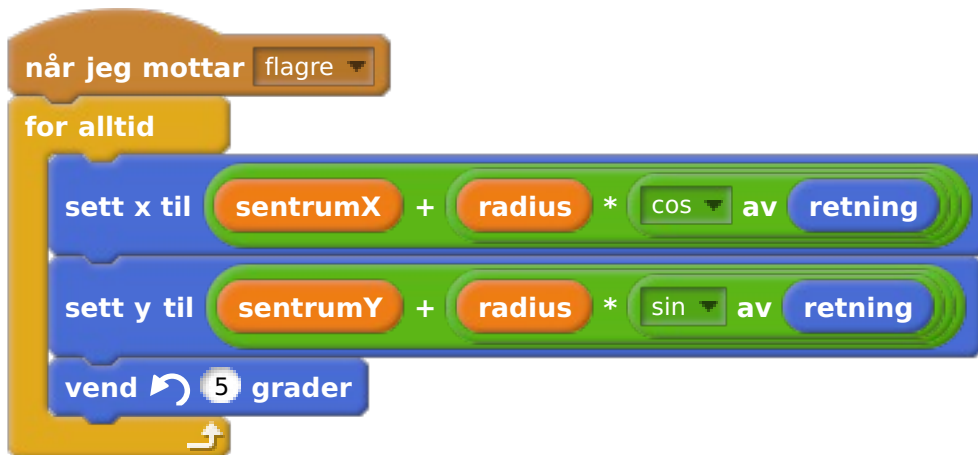 når jeg mottar flagre
for alltid
sett x til sentrumX + radius * cos av retning
sett y til sentrumY + radius * sin av retning
vend 5 grader